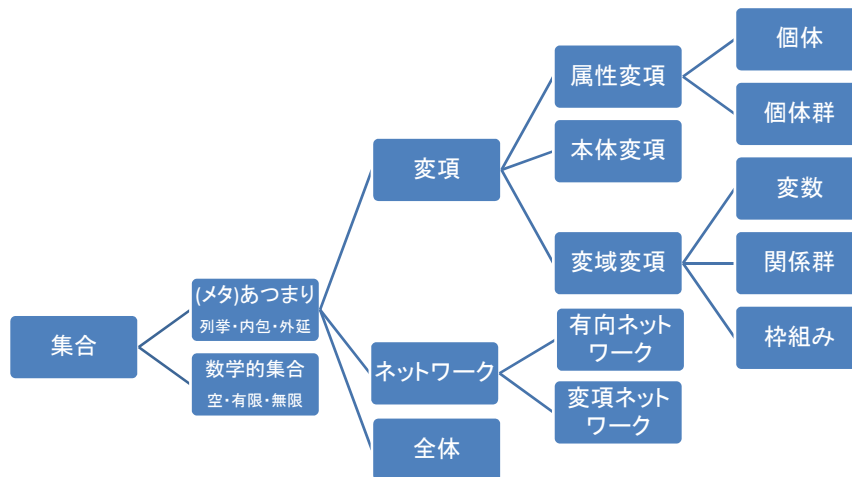 集合
(メタ)あつまり
列挙・内包・外延
数学的集合
空・有限・無限
変項
ネットワーク
全体
属性変項
本体変項
変域変項
有向ネット
ワーク
変項ネット
ワーク
個体
個体群
変数
関係群
枠組み